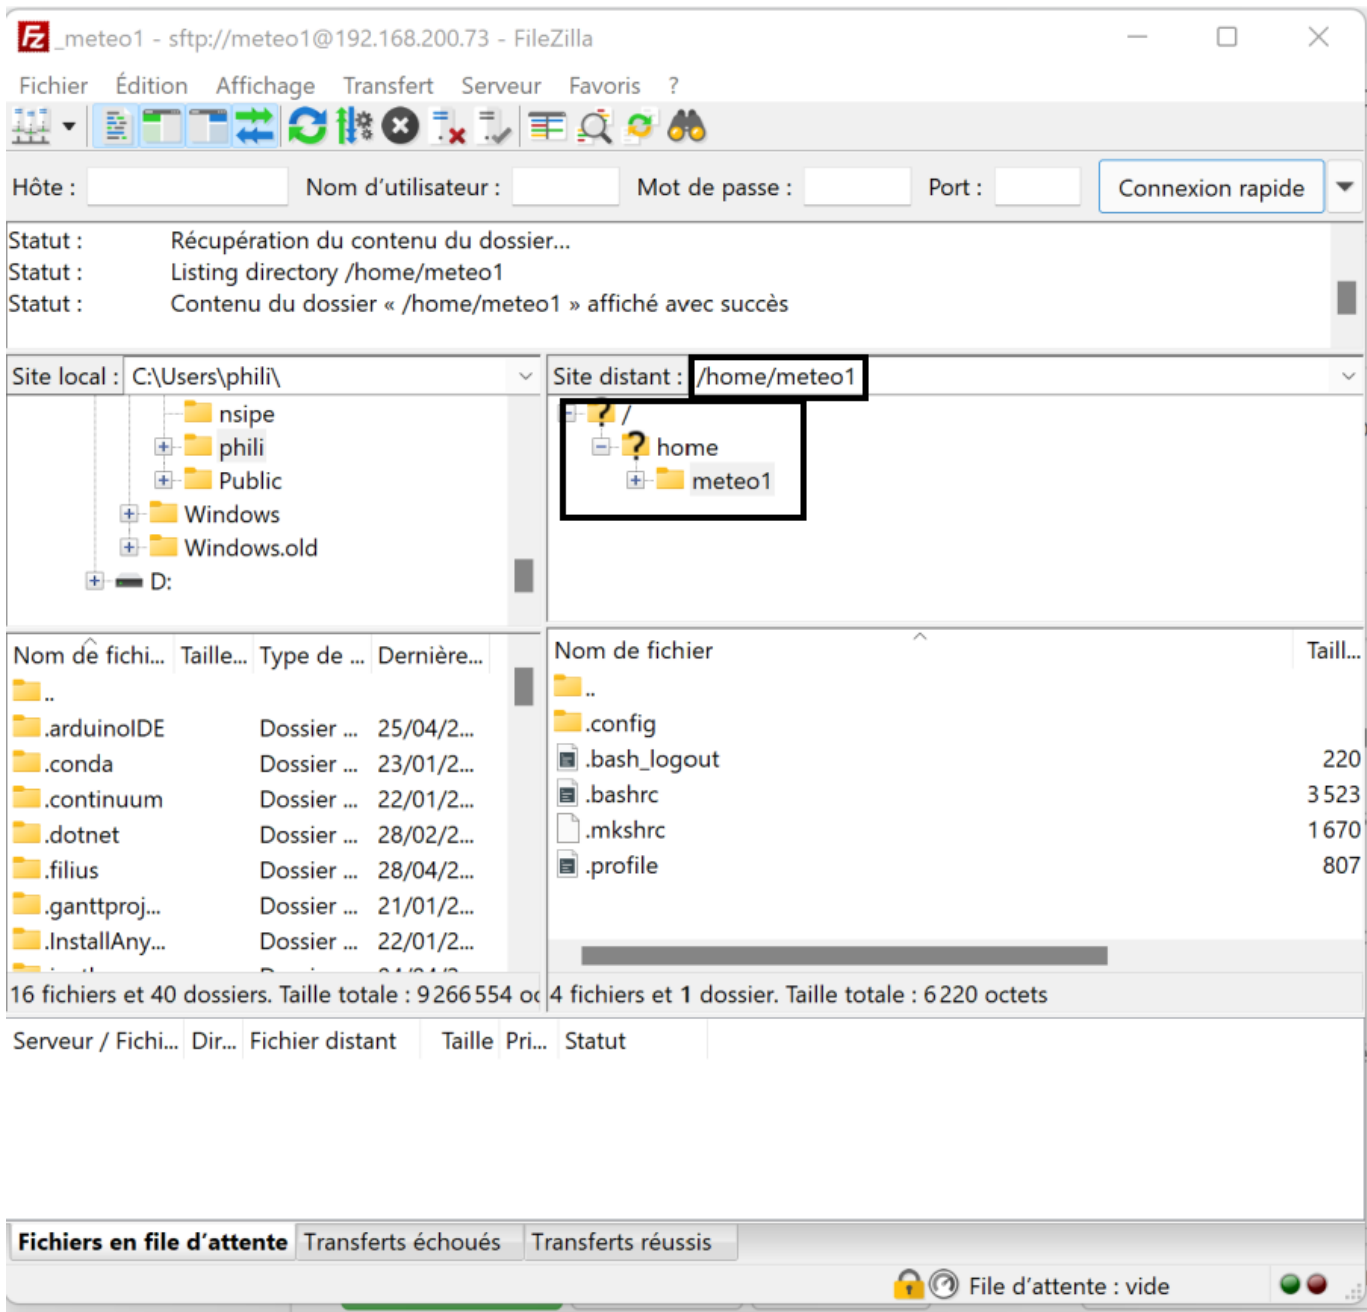 _meteo1 - sftp://meteo1@192.168.200.73 - FileZilla
Fichier Édition Affichage Transfert Serveur Favoris ?
Hôte : Nom d'utilisateur : Mot de passe : Port : Connexion rapide
Statut : Récupération du contenu du dossier...
Statut : Listing directory /home/meteo1
Statut : Contenu du dossier « /home/meteo1 » affiché avec succès
Site local : C:\Users\phili\
nsipe
phili
Public
Windows
Windows.old
D:
Site distant : /home/meteo1
? /
? home
meteo1
Nom de fichi... Taille... Type de ... Dernière...
..
.arduinoIDE Dossier ... 25/04/2...
.conda Dossier ... 23/01/2...
.continuum Dossier ... 22/01/2...
.dotnet Dossier ... 28/02/2...
.filius Dossier ... 28/04/2...
.ganttproj... Dossier ... 21/01/2...
.InstallAny... Dossier ... 22/01/2...
16 fichiers et 40 dossiers. Taille totale : 9 266 554 oc
Nom de fichier Taill...
..
.config
.bash_logout 220
.bashrc 3 523
.mkshrc 1 670
.profile 807
4 fichiers et 1 dossier. Taille totale : 6 220 octets
Serveur / Fichi... Dir... Fichier distant Taille Pri... Statut
Fichiers en file d'attente Transferts échoués Transferts réussis
File d'attente : vide